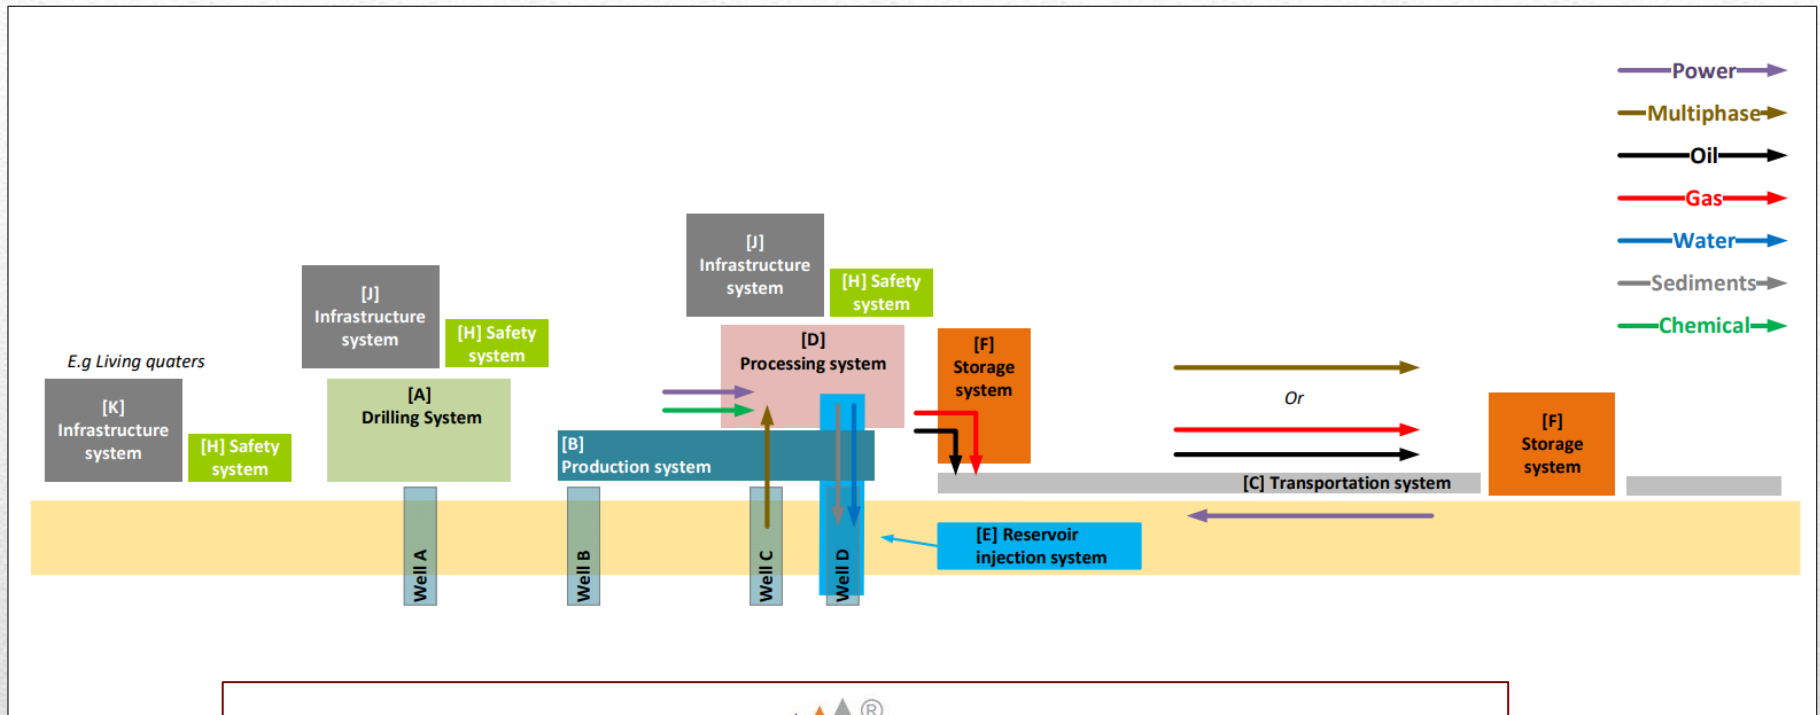 Power
Multiphase
Oil
Gas
Water
Sediments
Chemical
[J]
Infrastructure
system
[H] Safety
system
[J]
Infrastructure
system
[H] Safety
system
E.g Living quaters
[K]
Infrastructure
system
[H] Safety
system
[A]
Drilling System
[D]
Processing system
[B]
Production system
[F]
Storage
system
Or
[F]
Storage
system
[C] Transportation system
[E] Reservoir
injection system
Well A
Well B
Well C
Well D
®